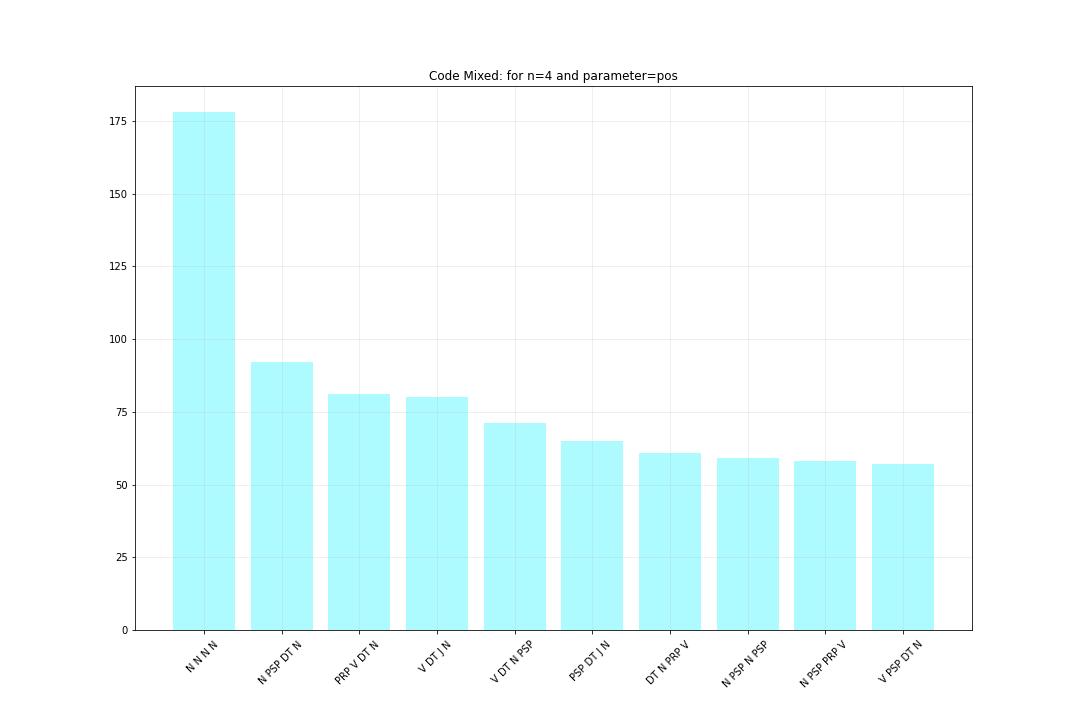 Code Mixed: for n=4 and parameter=pos
175
150
125
100
75
50
25
0
N N N N
N PSP DT N
PRP V DT N
V DT J N
V DT N PSP
PSP DT J N
DT N PRP V
N PSP N PSP
N PSP PRP V
V PSP DT N